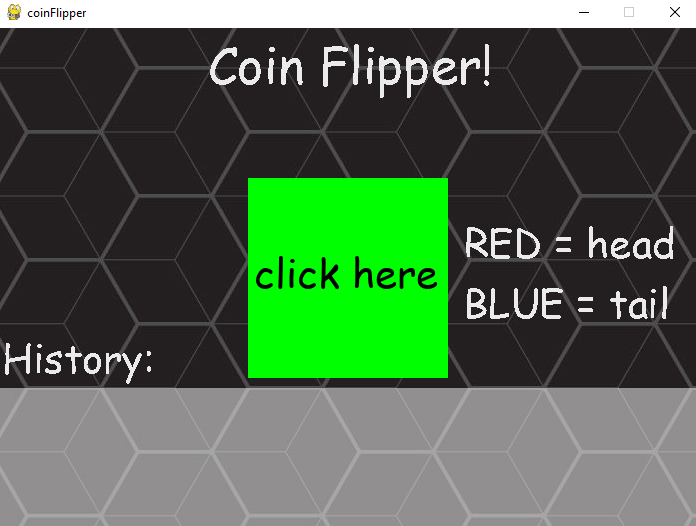 coinFlipper
Coin Flipper!
RED = head
click here
BLUE = tail
History: